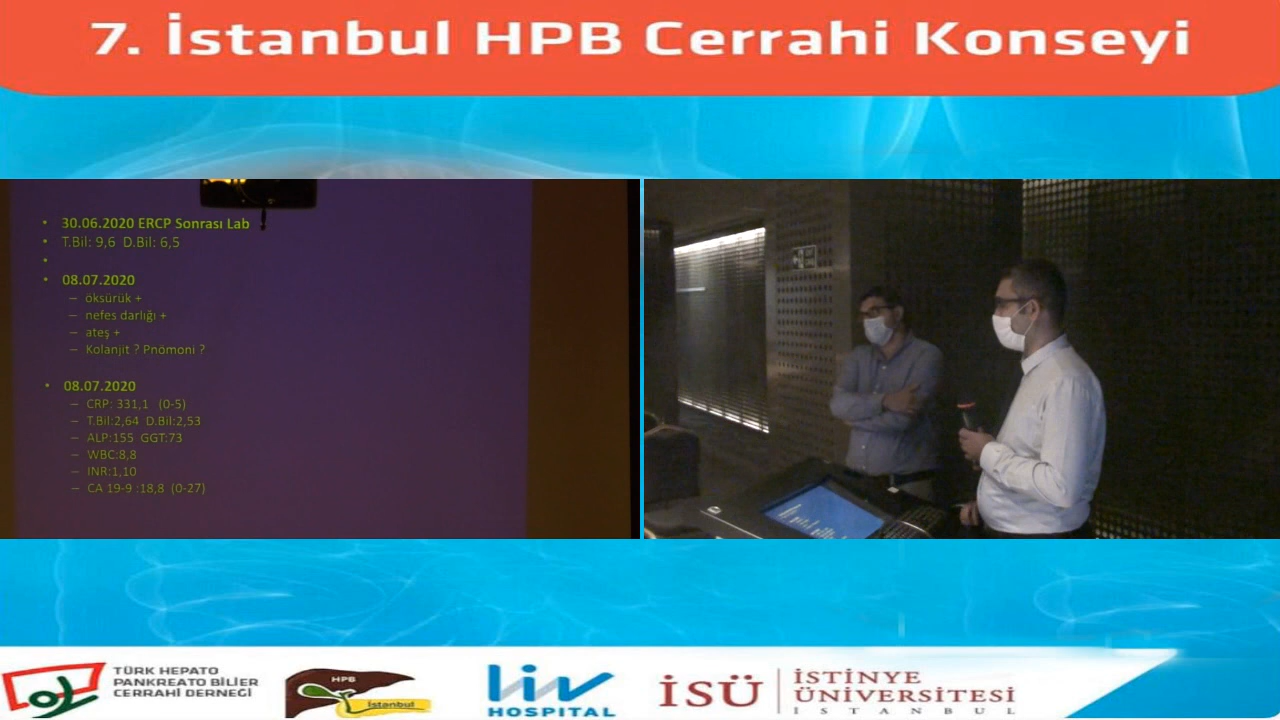 7. İstanbul HPB Cerrahi Konseyi
• 30.06.2020 ERCP Sonrası Lab
• T.Bil: 9,6 D.Bil: 6,5
•
• 08.07.2020
– öksürük +
– nefes darlığı +
– ateş +
– Kolanjit ? Pnömoni ?
• 08.07.2020
– CRP: 331,1 (0-5)
– T.Bil:2,64 D.Bil:2,53
– ALP:155 GGT:73
– WBC:8,8
– INR:1,10
– CA 19-9 :18,8 (0-27)
TÜRK HEPATO
PANKREATO BİLİER
CERRAHİ DERNEĞİ
HPB
İstanbul
liv
HOSPITAL
İSÜ
İSTİNYE
ÜNİVERSİTESİ
İSTANBUL